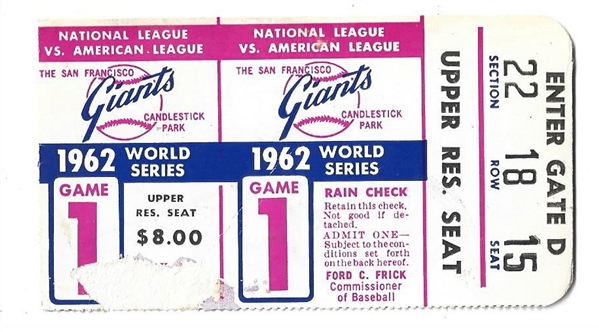 NATIONAL LEAGUE
VS. AMERICAN LEAGUE
THE SAN FRANCISCO
Giants
CANDLESTICK
PARK
1962 WORLD
SERIES
GAME
1
UPPER
RES. SEAT
$8.00
NATIONAL LEAGUE
VS. AMERICAN LEAGUE
THE SAN FRANCISCO
Giants
CANDLESTICK
PARK
1962 WORLD
SERIES
GAME
1
RAIN CHECK
Retain this check.
Not good if de-
tached.
ADMIT ONE—
Subject to the condi-
tions set forth
on the back hereof.
FORD C. FRICK
Commissioner
of Baseball
UPPER RES. SEAT
22 18 15
SECTION ROW SEAT
ENTER GATE D